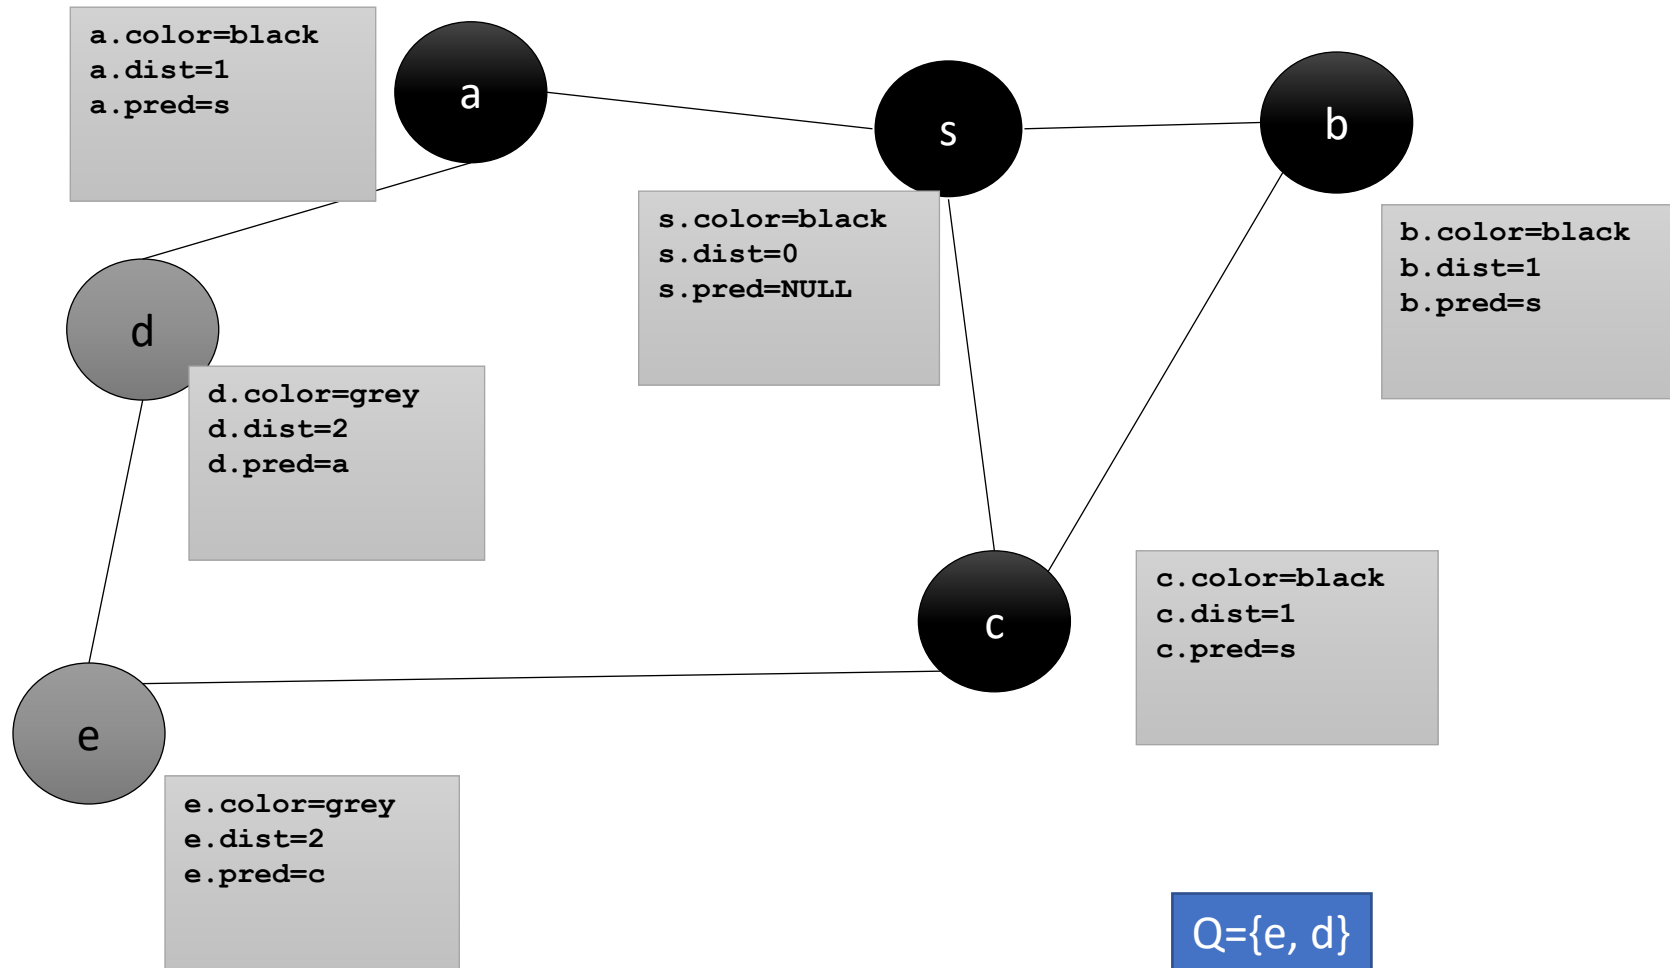 a.color=black
a.dist=1
a.pred=s
a
s
b
s.color=black
s.dist=0
s.pred=NULL
b.color=black
b.dist=1
b.pred=s
d
d.color=grey
d.dist=2
d.pred=a
c
c.color=black
c.dist=1
c.pred=s
e
e.color=grey
e.dist=2
e.pred=c
Q={e, d}